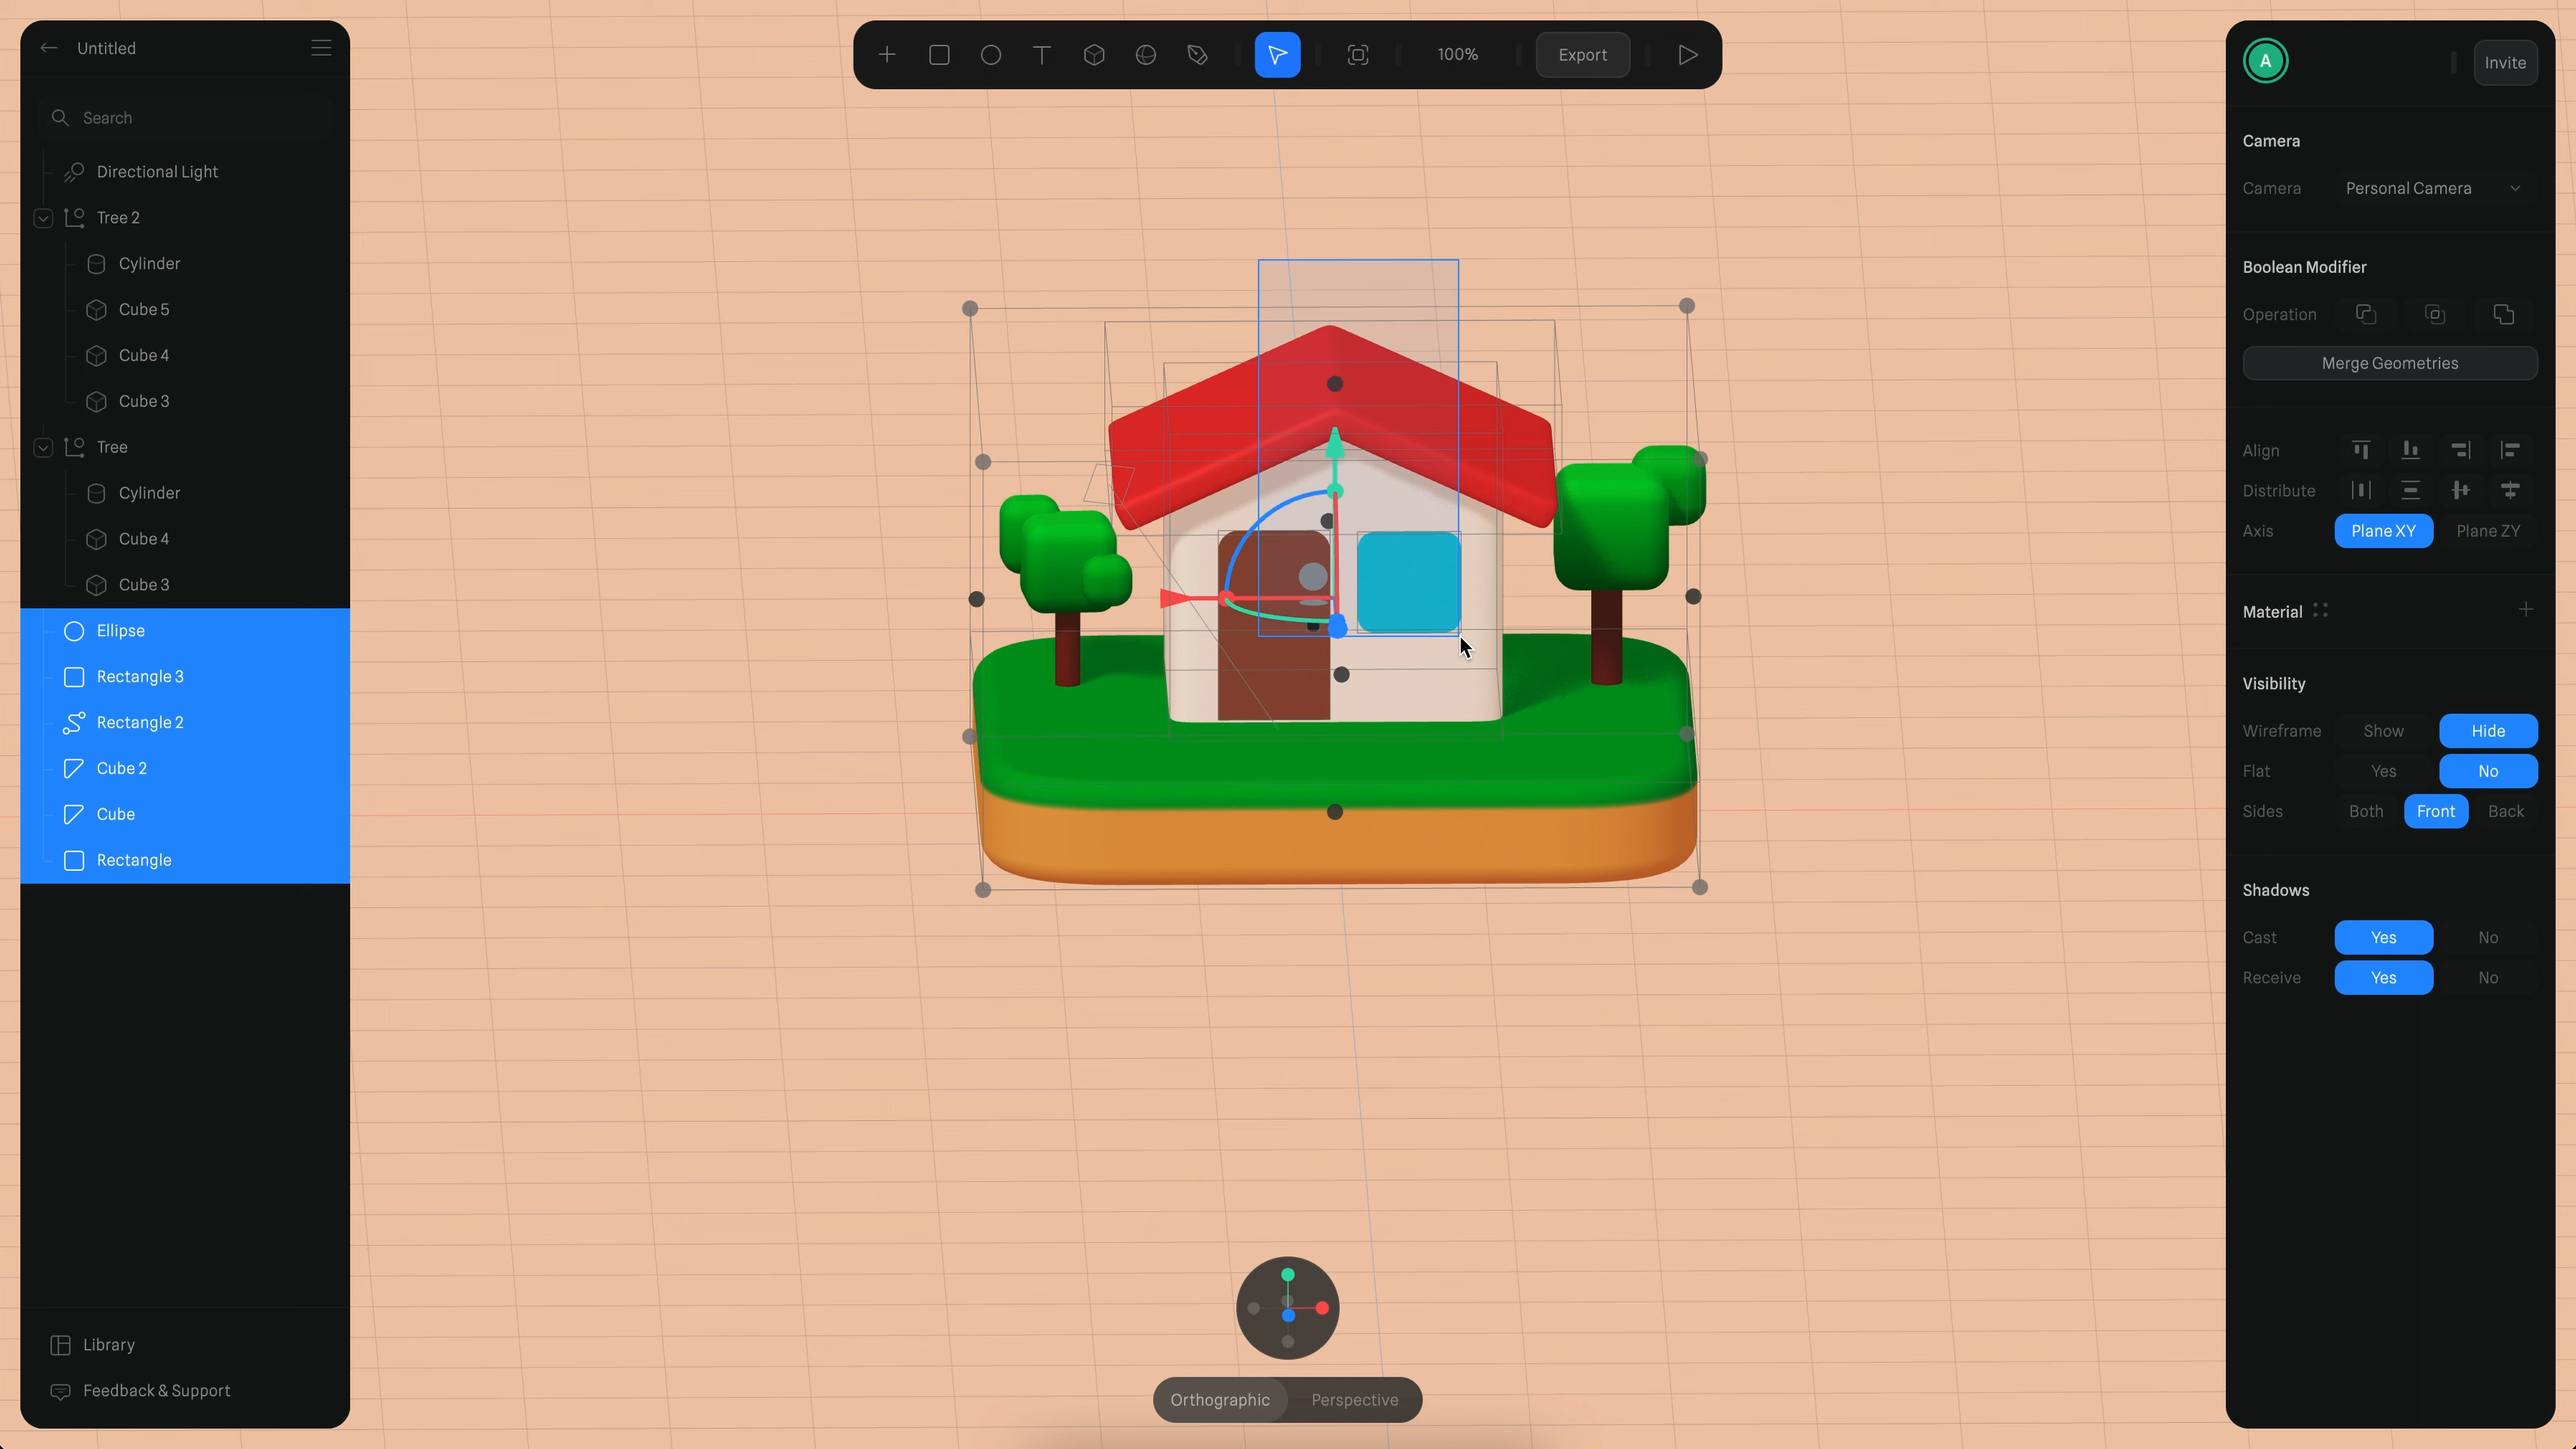 Untitled
Search
Directional Light
Tree 2
Cylinder
Cube 5
Cube 4
Cube 3
Tree
Cylinder
Cube 4
Cube 3
Ellipse
Rectangle 3
Rectangle 2
Cube 2
Cube
Rectangle
Library
Feedback & Support
100%
Export
Orthographic
Perspective
A
Invite
Camera
Camera Personal Camera
Boolean Modifier
Operation
Merge Geometries
Align
Distribute
Axis Plane XY Plane ZY
Material
Visibility
Wireframe Show Hide
Flat Yes No
Sides Both Front Back
Shadows
Cast Yes No
Receive Yes No